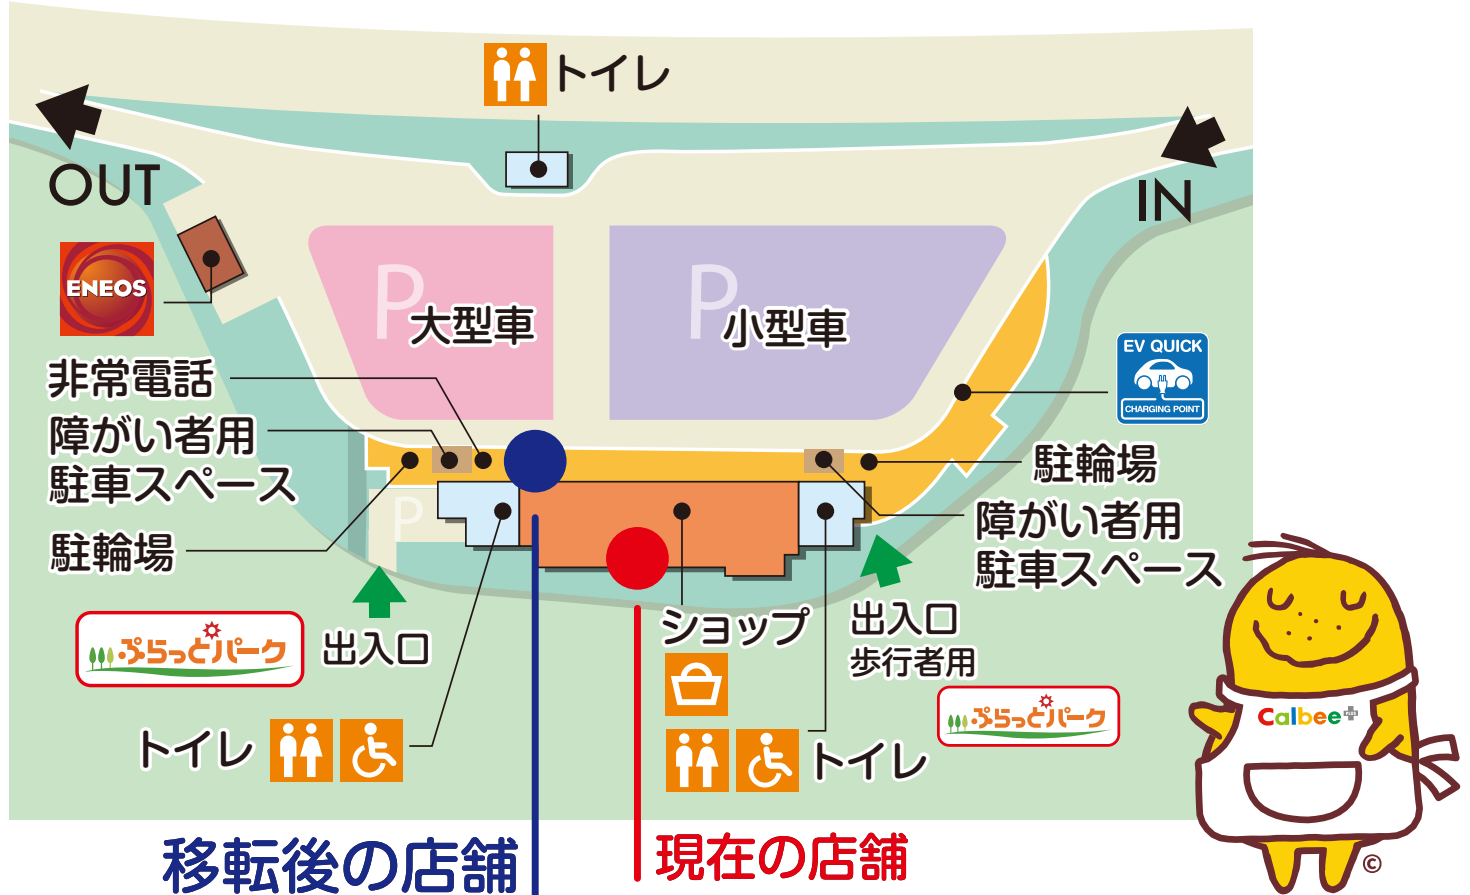 トイレ
OUT
IN
ENEOS
P
大型車
P
小型車
EV QUICK
CHARGING POINT
非常電話
障がい者用
駐車スペース
駐輪場
P
駐輪場
障がい者用
駐車スペース
ぷらっとパーク
出入口
ショップ
出入口
歩行者用
ぷらっとパーク
トイレ
トイレ
Calbee
PLUS
移転後の店舗
現在の店舗
©